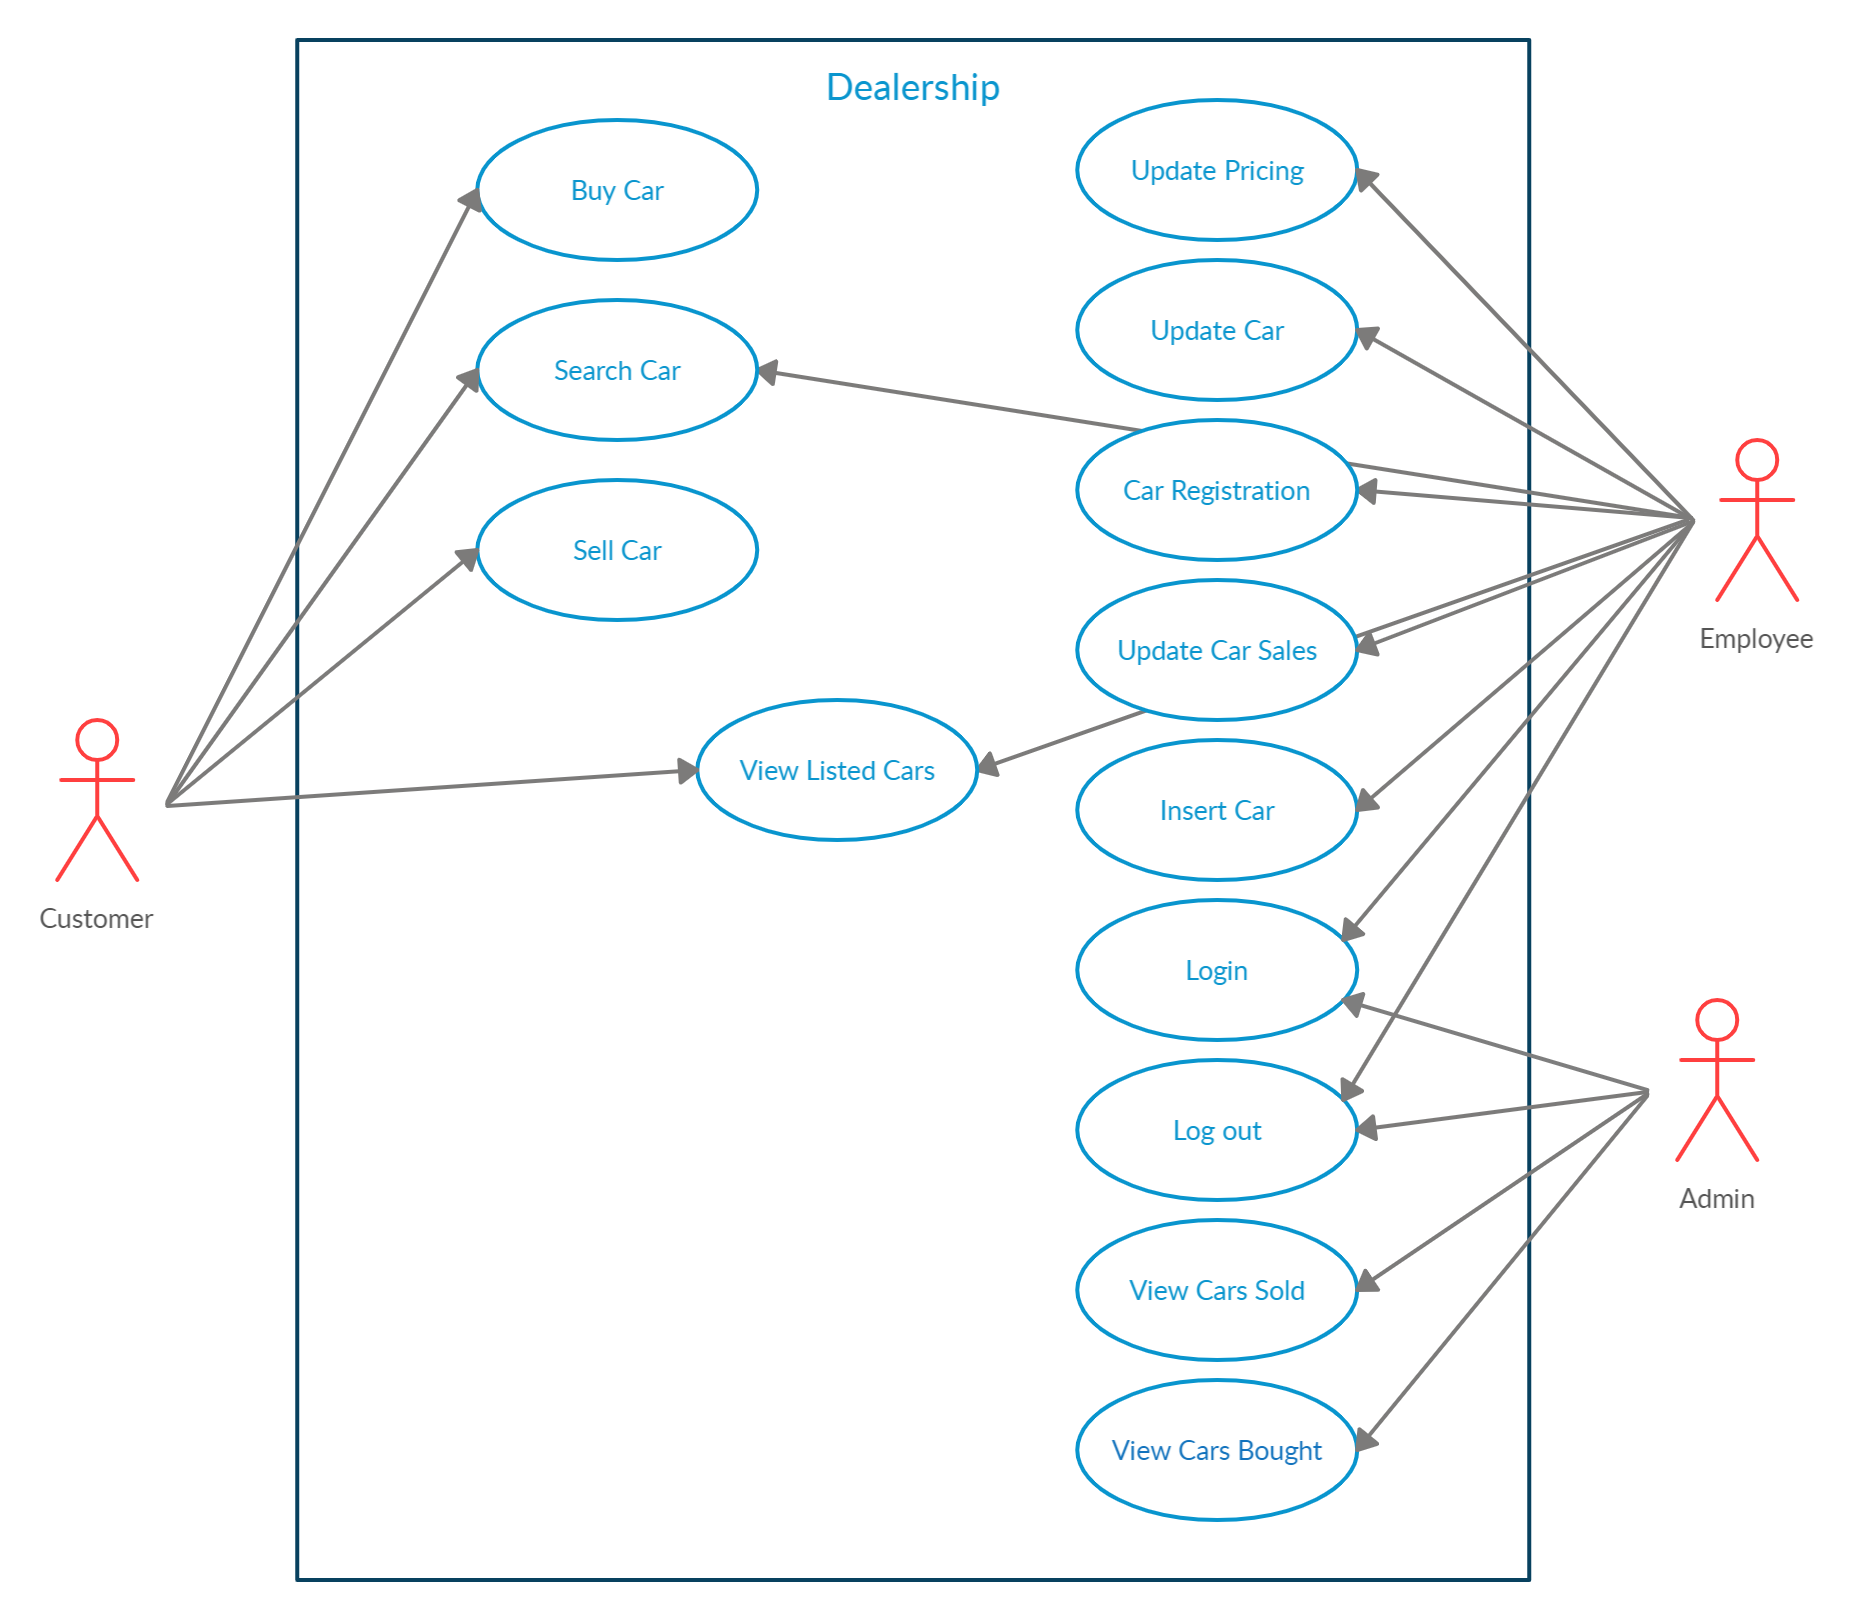 Dealership
Buy Car
Search Car
Sell Car
View Listed Cars
Update Pricing
Update Car
Car Registration
Update Car Sales
Insert Car
Login
Log out
View Cars Sold
View Cars Bought
Customer
Employee
Admin